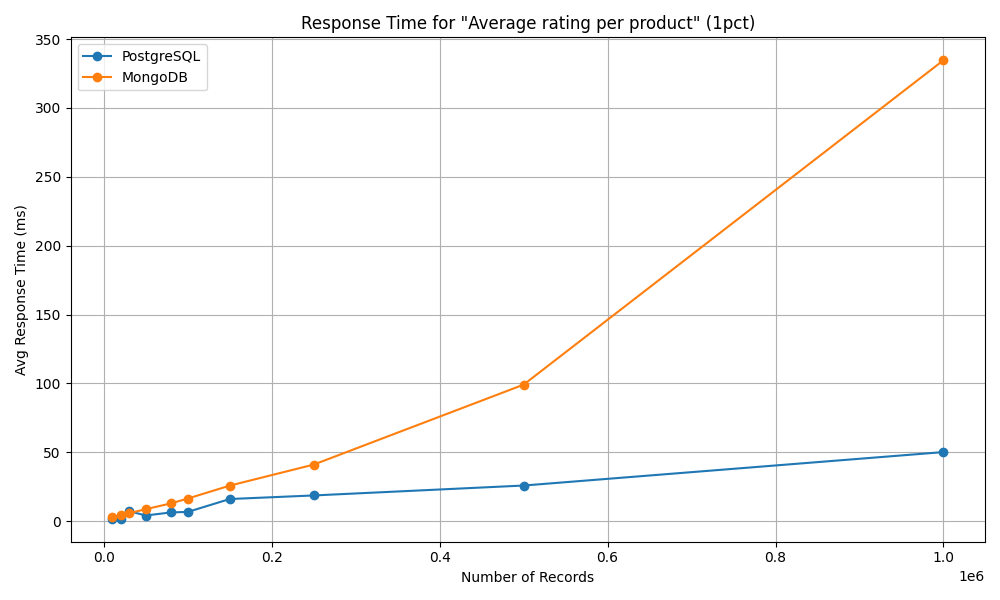 Response Time for "Average rating per product" (1pct)
PostgreSQL
MongoDB
Avg Response Time (ms)
350
300
250
200
150
100
50
0
0.0 0.2 0.4 0.6 0.8 1.0
1e6
Number of Records